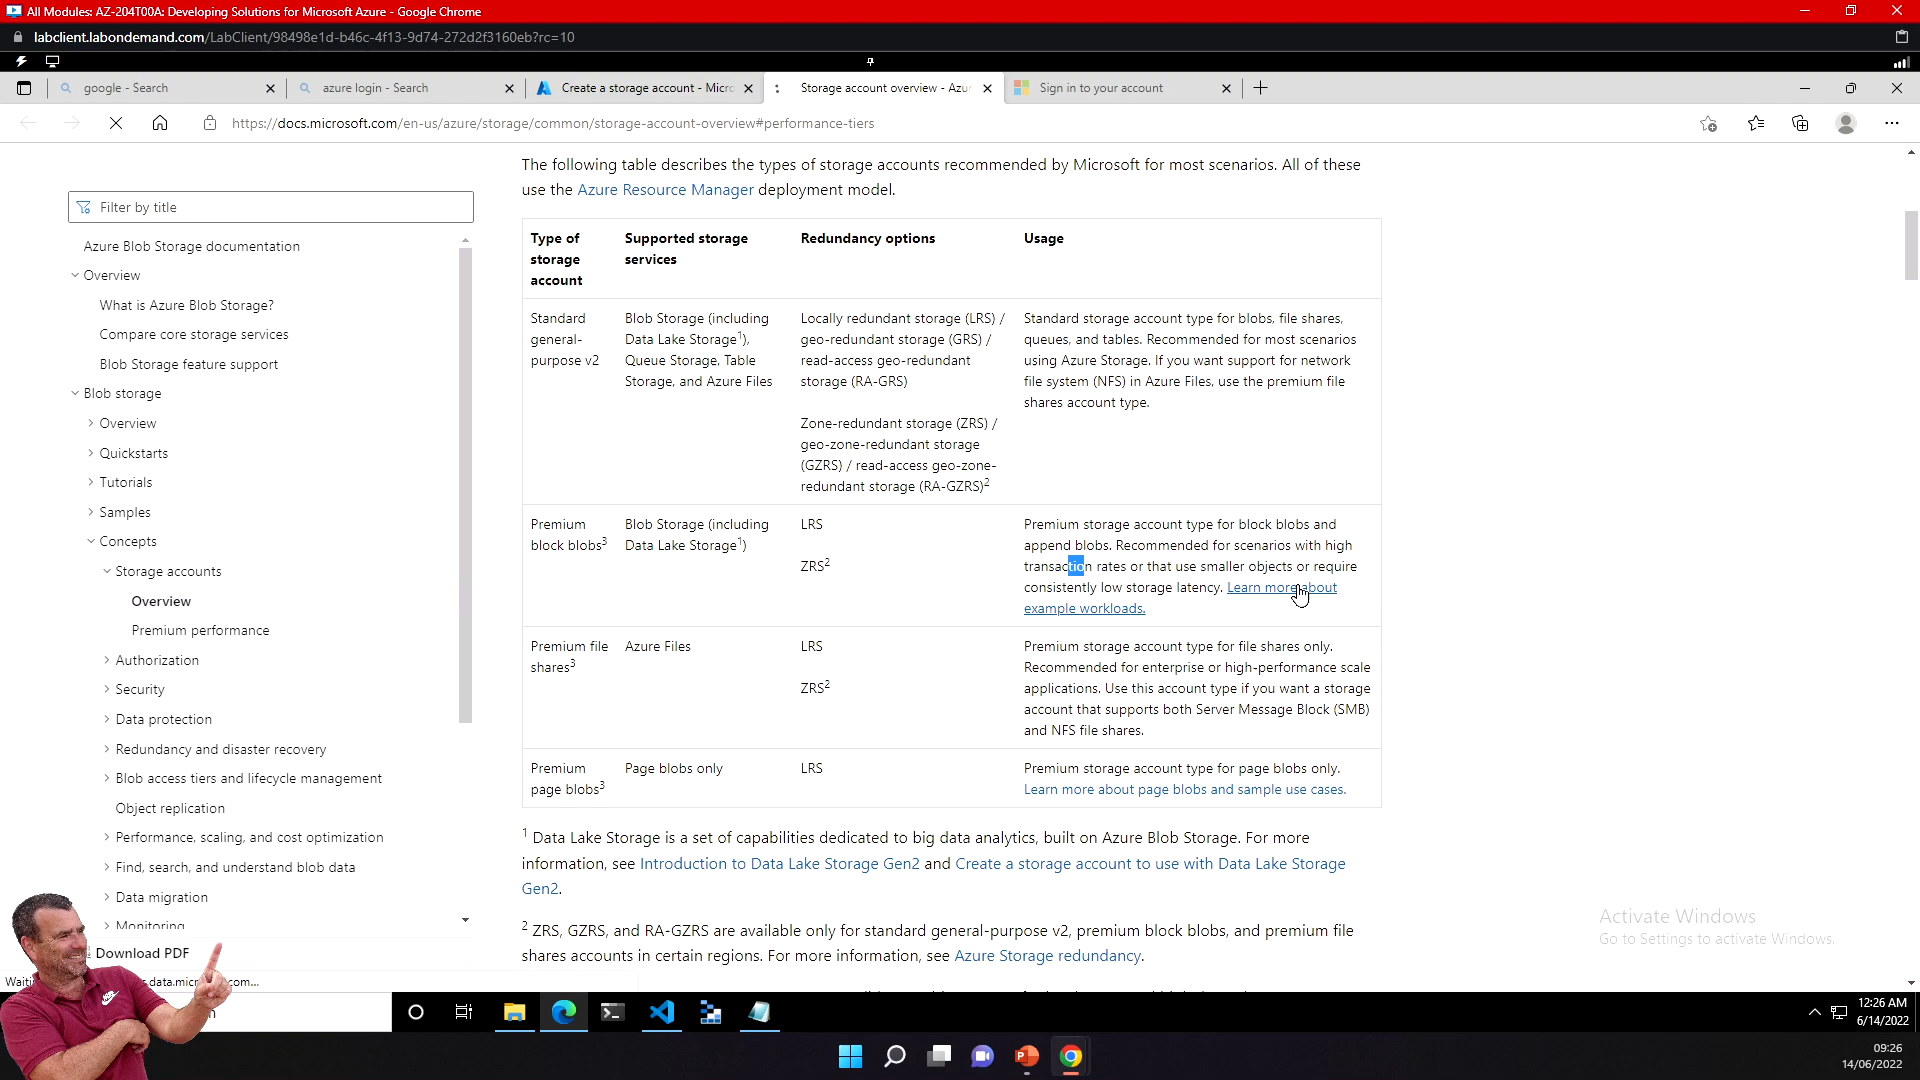 All Modules: AZ-204T00A: Developing Solutions for Microsoft Azure - Google Chrome
labclient.labondemand.com/LabClient/98498e1d-b46c-4f13-9d74-272d2f3160eb?rc=10
google - Search
azure login - Search
Create a storage account - Micro
Storage account overview - Azur
Sign in to your account
https://docs.microsoft.com/en-us/azure/storage/common/storage-account-overview#performance-tiers
Filter by title
Azure Blob Storage documentation
Overview
What is Azure Blob Storage?
Compare core storage services
Blob Storage feature support
Blob storage
Overview
Quickstarts
Tutorials
Samples
Concepts
Storage accounts
Overview
Premium performance
Authorization
Security
Data protection
Redundancy and disaster recovery
Blob access tiers and lifecycle management
Object replication
Performance, scaling, and cost optimization
Find, search, and understand blob data
Data migration
Monitoring
Download PDF
The following table describes the types of storage accounts recommended by Microsoft for most scenarios. All of these
use the Azure Resource Manager deployment model.
Type of
storage
account
Supported storage
services
Redundancy options
Usage
Standard
general-
purpose v2
Blob Storage (including
Data Lake Storage1),
Queue Storage, Table
Storage, and Azure Files
Locally redundant storage (LRS) /
geo-redundant storage (GRS) /
read-access geo-redundant
storage (RA-GRS)
Zone-redundant storage (ZRS) /
geo-zone-redundant storage
(GZRS) / read-access geo-zone-
redundant storage (RA-GZRS)2
Standard storage account type for blobs, file shares,
queues, and tables. Recommended for most scenarios
using Azure Storage. If you want support for network
file system (NFS) in Azure Files, use the premium file
shares account type.
Premium
block blobs3
Blob Storage (including
Data Lake Storage1)
LRS
ZRS2
Premium storage account type for block blobs and
append blobs. Recommended for scenarios with high
transaction rates or that use smaller objects or require
consistently low storage latency. Learn more about
example workloads.
Premium file
shares3
Azure Files
LRS
ZRS2
Premium storage account type for file shares only.
Recommended for enterprise or high-performance scale
applications. Use this account type if you want a storage
account that supports both Server Message Block (SMB)
and NFS file shares.
Premium
page blobs3
Page blobs only
LRS
Premium storage account type for page blobs only.
Learn more about page blobs and sample use cases.
1 Data Lake Storage is a set of capabilities dedicated to big data analytics, built on Azure Blob Storage. For more
information, see Introduction to Data Lake Storage Gen2 and Create a storage account to use with Data Lake Storage
Gen2.
2 ZRS, GZRS, and RA-GZRS are available only for standard general-purpose v2, premium block blobs, and premium file
shares accounts in certain regions. For more information, see Azure Storage redundancy.
Activate Windows
Go to Settings to activate Windows.
12:26 AM
6/14/2022
09:26
14/06/2022